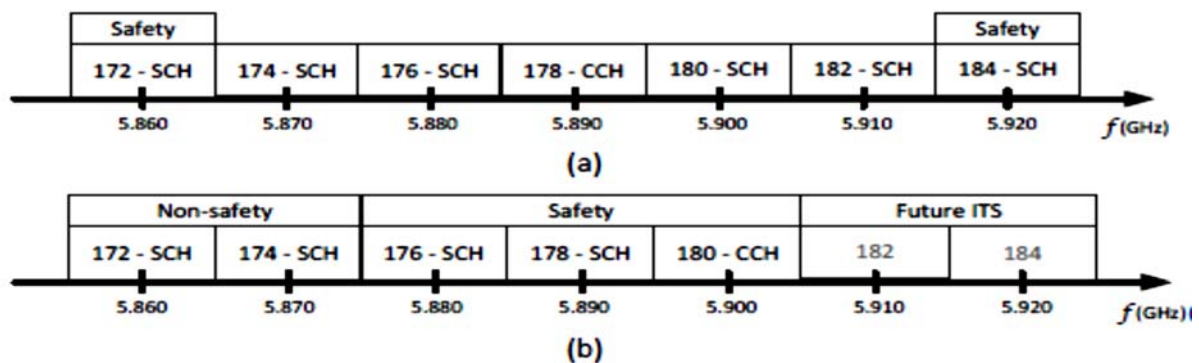 Safety Safety
172 - SCH 174 - SCH 176 - SCH 178 - CCH 180 - SCH 182 - SCH 184 - SCH
5.860 5.870 5.880 5.890 5.900 5.910 5.920 f(GHz)
(a)
Non-safety Safety Future ITS
172 - SCH 174 - SCH 176 - SCH 178 - SCH 180 - CCH 182 184
5.860 5.870 5.880 5.890 5.900 5.910 5.920 f(GHz)(
(b)